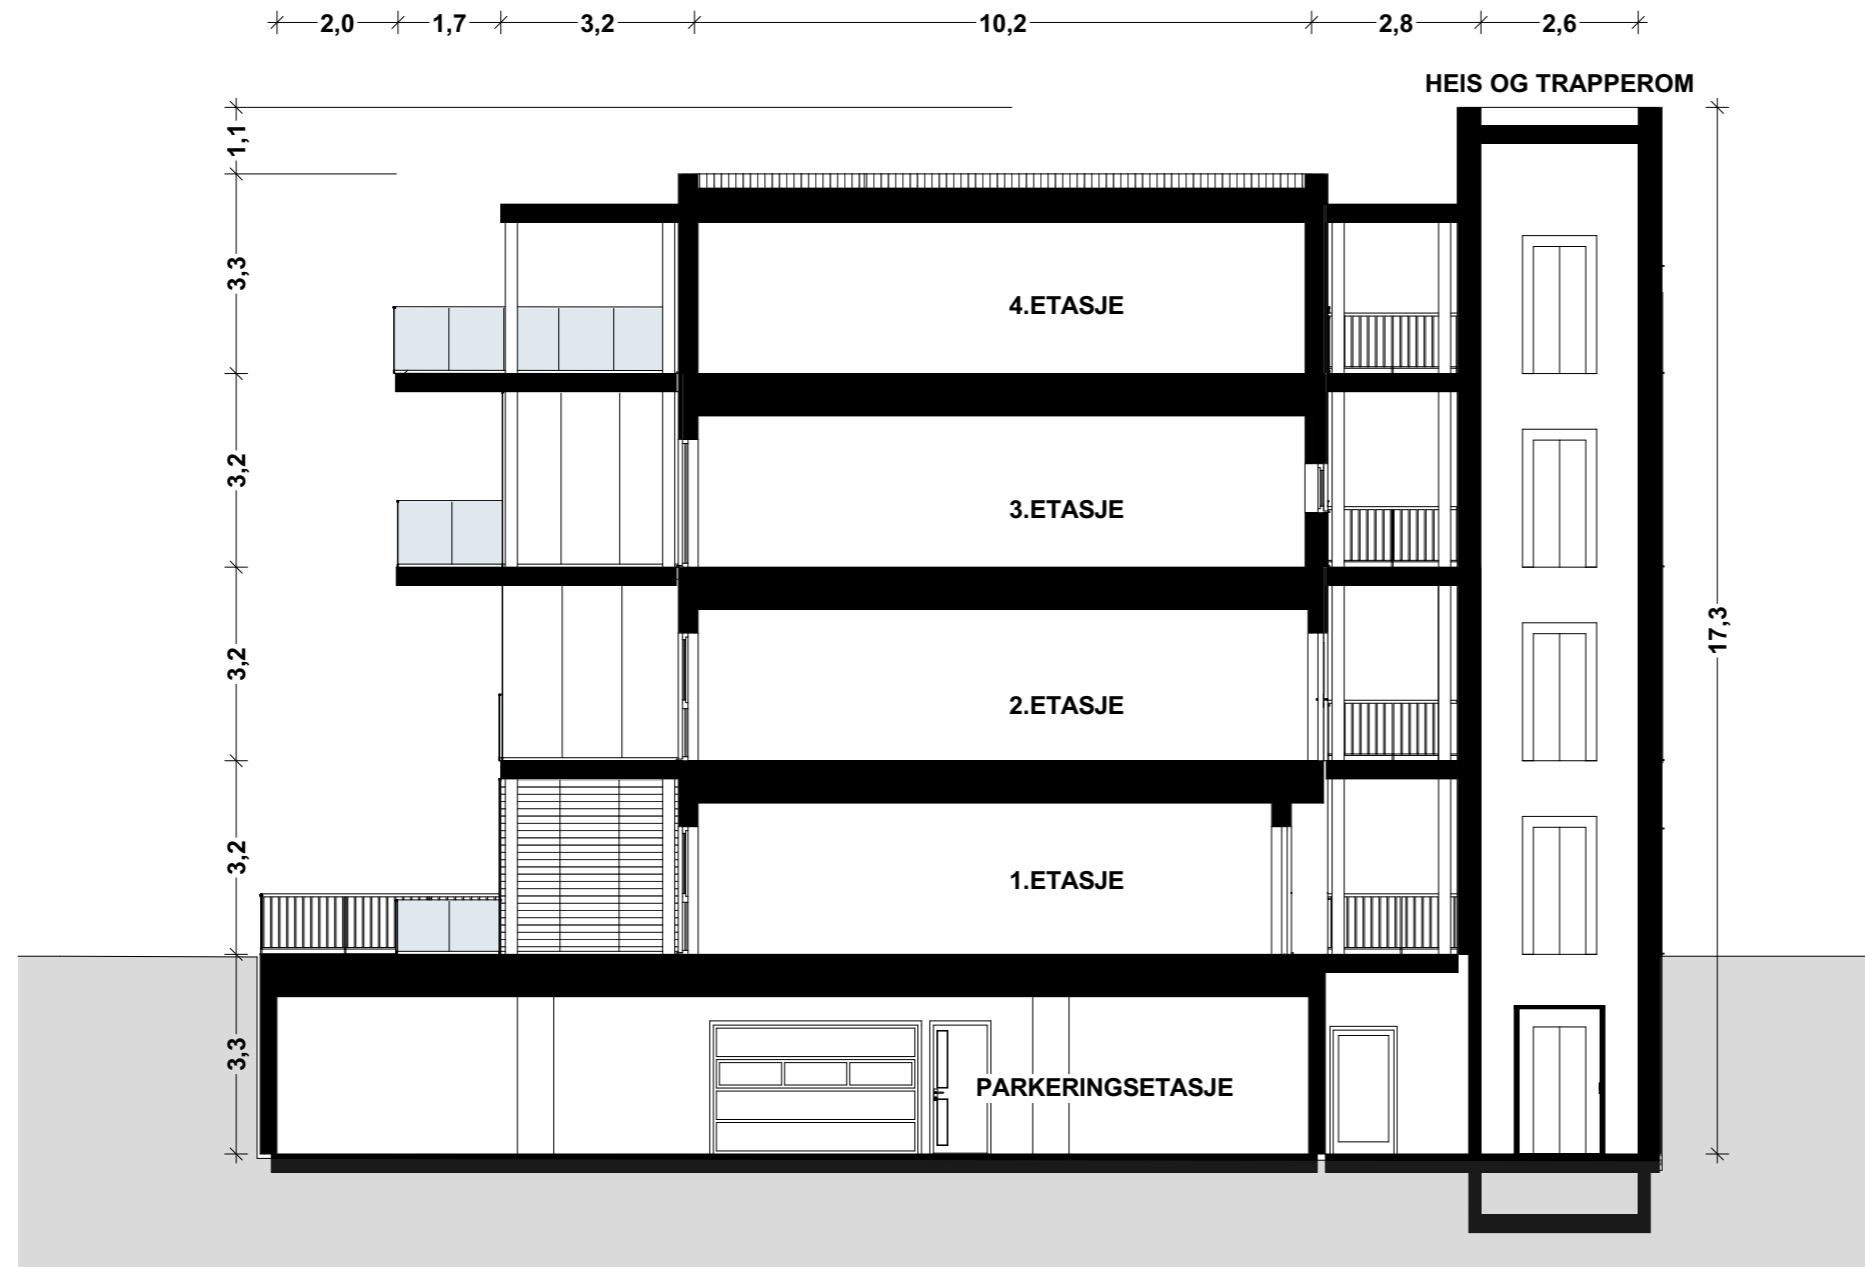 2,0 1,7 3,2 10,2 2,8 2,6
HEIS OG TRAPPEROM
1,1
3,3
4.ETASJE
3,2
3.ETASJE
17,3
3,2
2.ETASJE
3,2
1.ETASJE
3,3
PARKERINGSETASJE